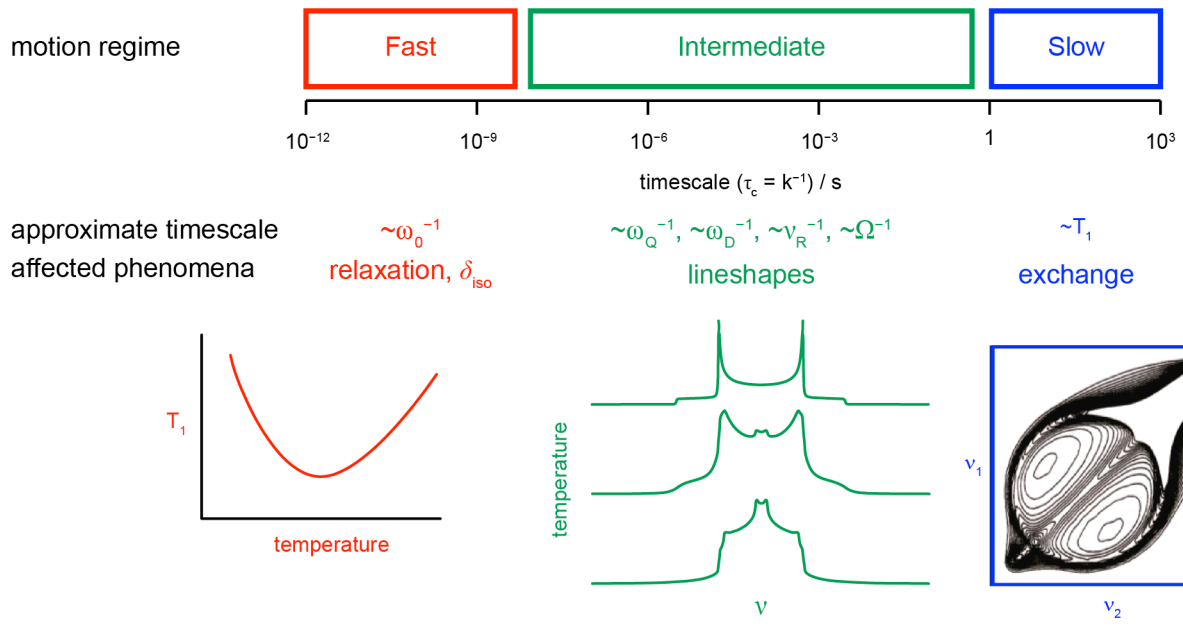 motion regime
Fast
Intermediate
Slow
10⁻¹²
10⁻⁹
10⁻⁶
10⁻³
1
10³
timescale (τc = k⁻¹) / s
approximate timescale
~ω₀⁻¹
~ωQ⁻¹, ~ωD⁻¹, ~νR⁻¹, ~Ω⁻¹
~T₁
affected phenomena
relaxation, δiso
lineshapes
exchange
T₁
temperature
temperature
ν
ν₁
ν₂